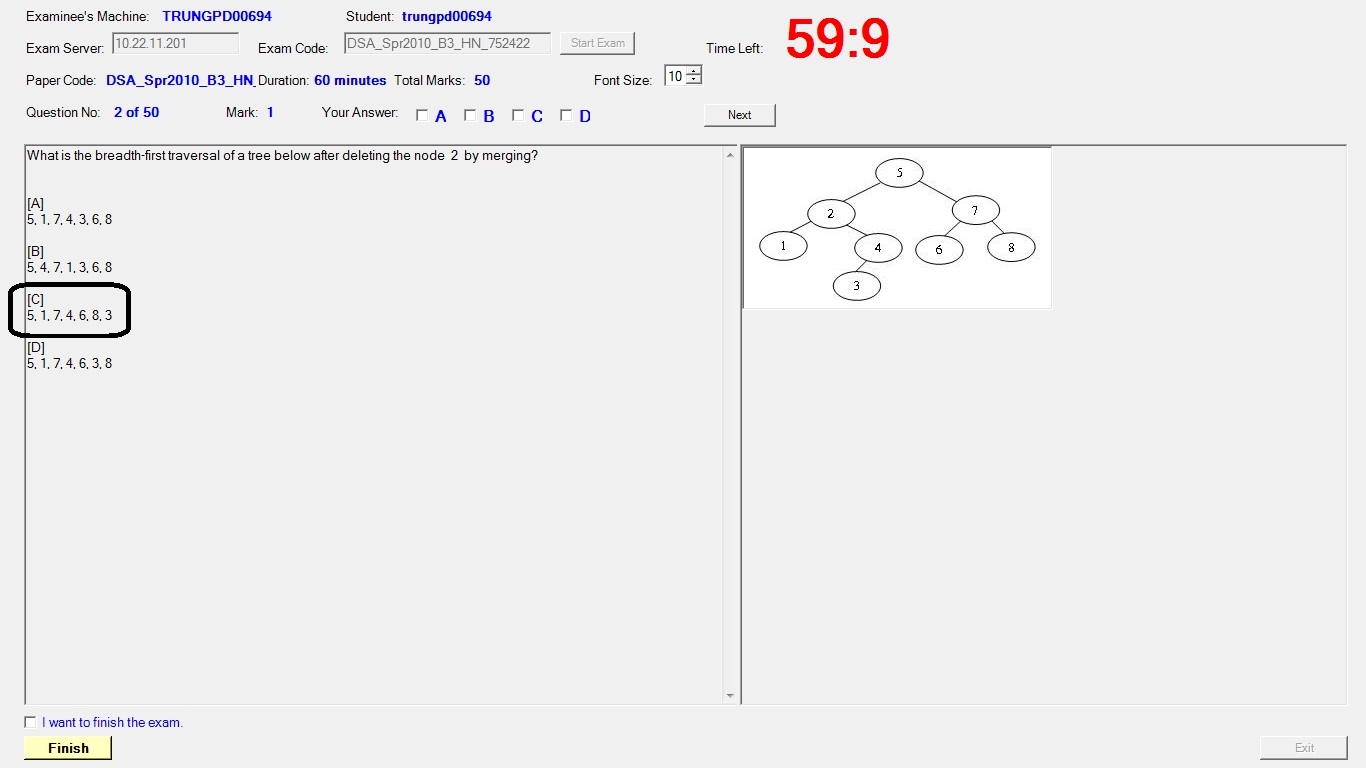 Examinee's Machine: TRUNGPD00694 Student: trungpd00694
Exam Server: 10.22.11.201 Exam Code: DSA_Spr2010_B3_HN_752422 Start Exam Time Left: 59:9
Paper Code: DSA_Spr2010_B3_HN_ Duration: 60 minutes Total Marks: 50 Font Size: 10
Question No: 2 of 50 Mark: 1 Your Answer: A B C D Next
What is the breadth-first traversal of a tree below after deleting the node 2 by merging?
[A]
5, 1, 7, 4, 3, 6, 8
[B]
5, 4, 7, 1, 3, 6, 8
[C]
5, 1, 7, 4, 6, 8, 3
[D]
5, 1, 7, 4, 6, 3, 8
5
2 7
1 4 6 8
3
I want to finish the exam.
Finish Exit